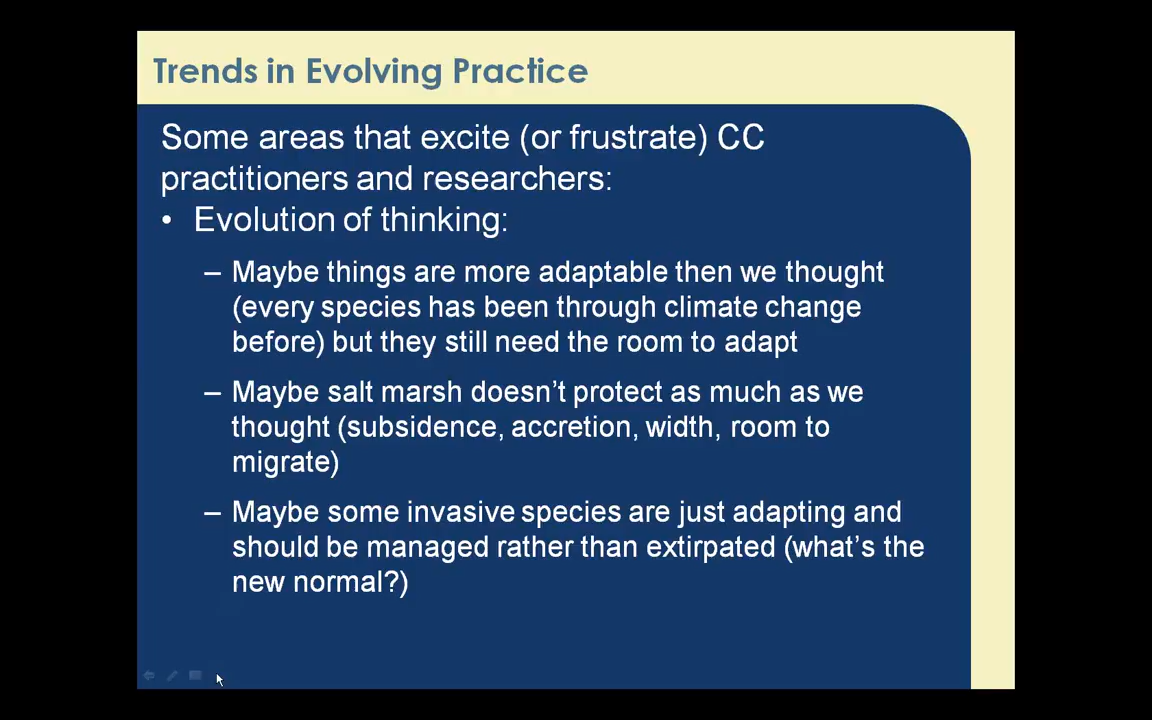 Trends in Evolving Practice
Some areas that excite (or frustrate) CC
practitioners and researchers:
• Evolution of thinking:
– Maybe things are more adaptable then we thought
(every species has been through climate change
before) but they still need the room to adapt
– Maybe salt marsh doesn’t protect as much as we
thought (subsidence, accretion, width, room to
migrate)
– Maybe some invasive species are just adapting and
should be managed rather than extirpated (what’s the
new normal?)